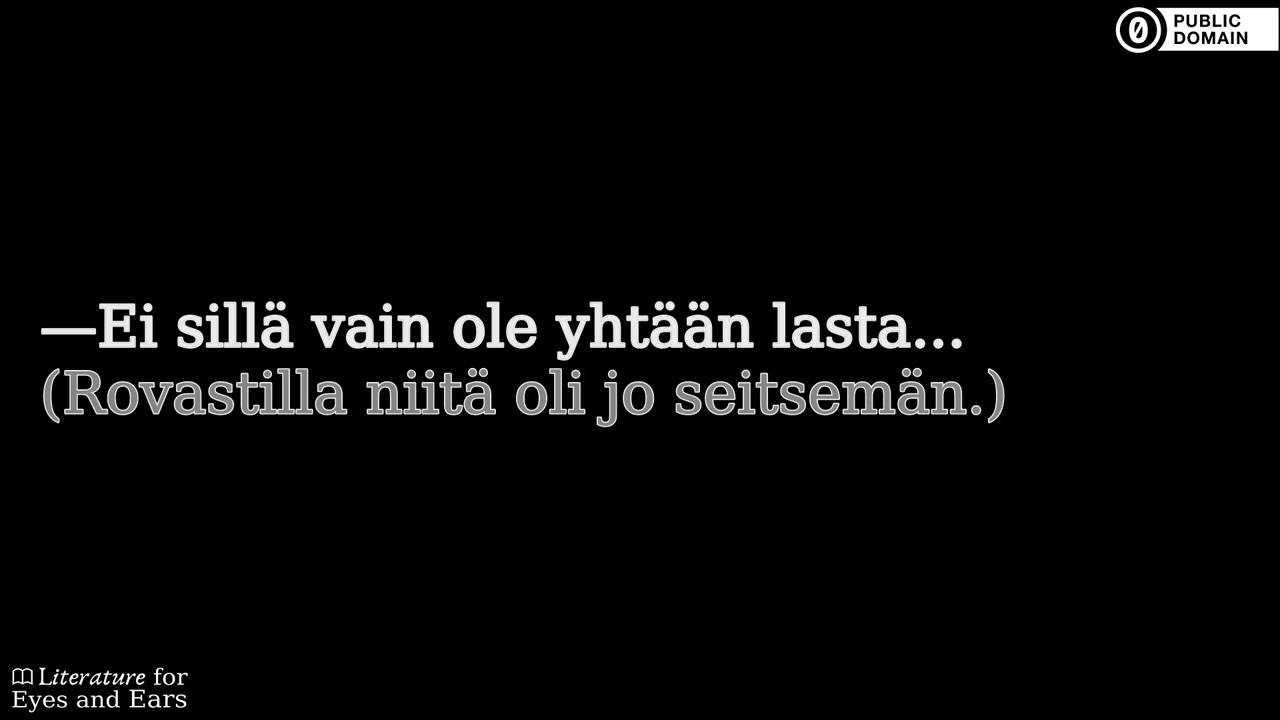 PUBLIC
DOMAIN
—Ei sillä vain ole yhtään lasta…
(Rovastilla niitä oli jo seitsemän.)
Literature for
Eyes and Ears